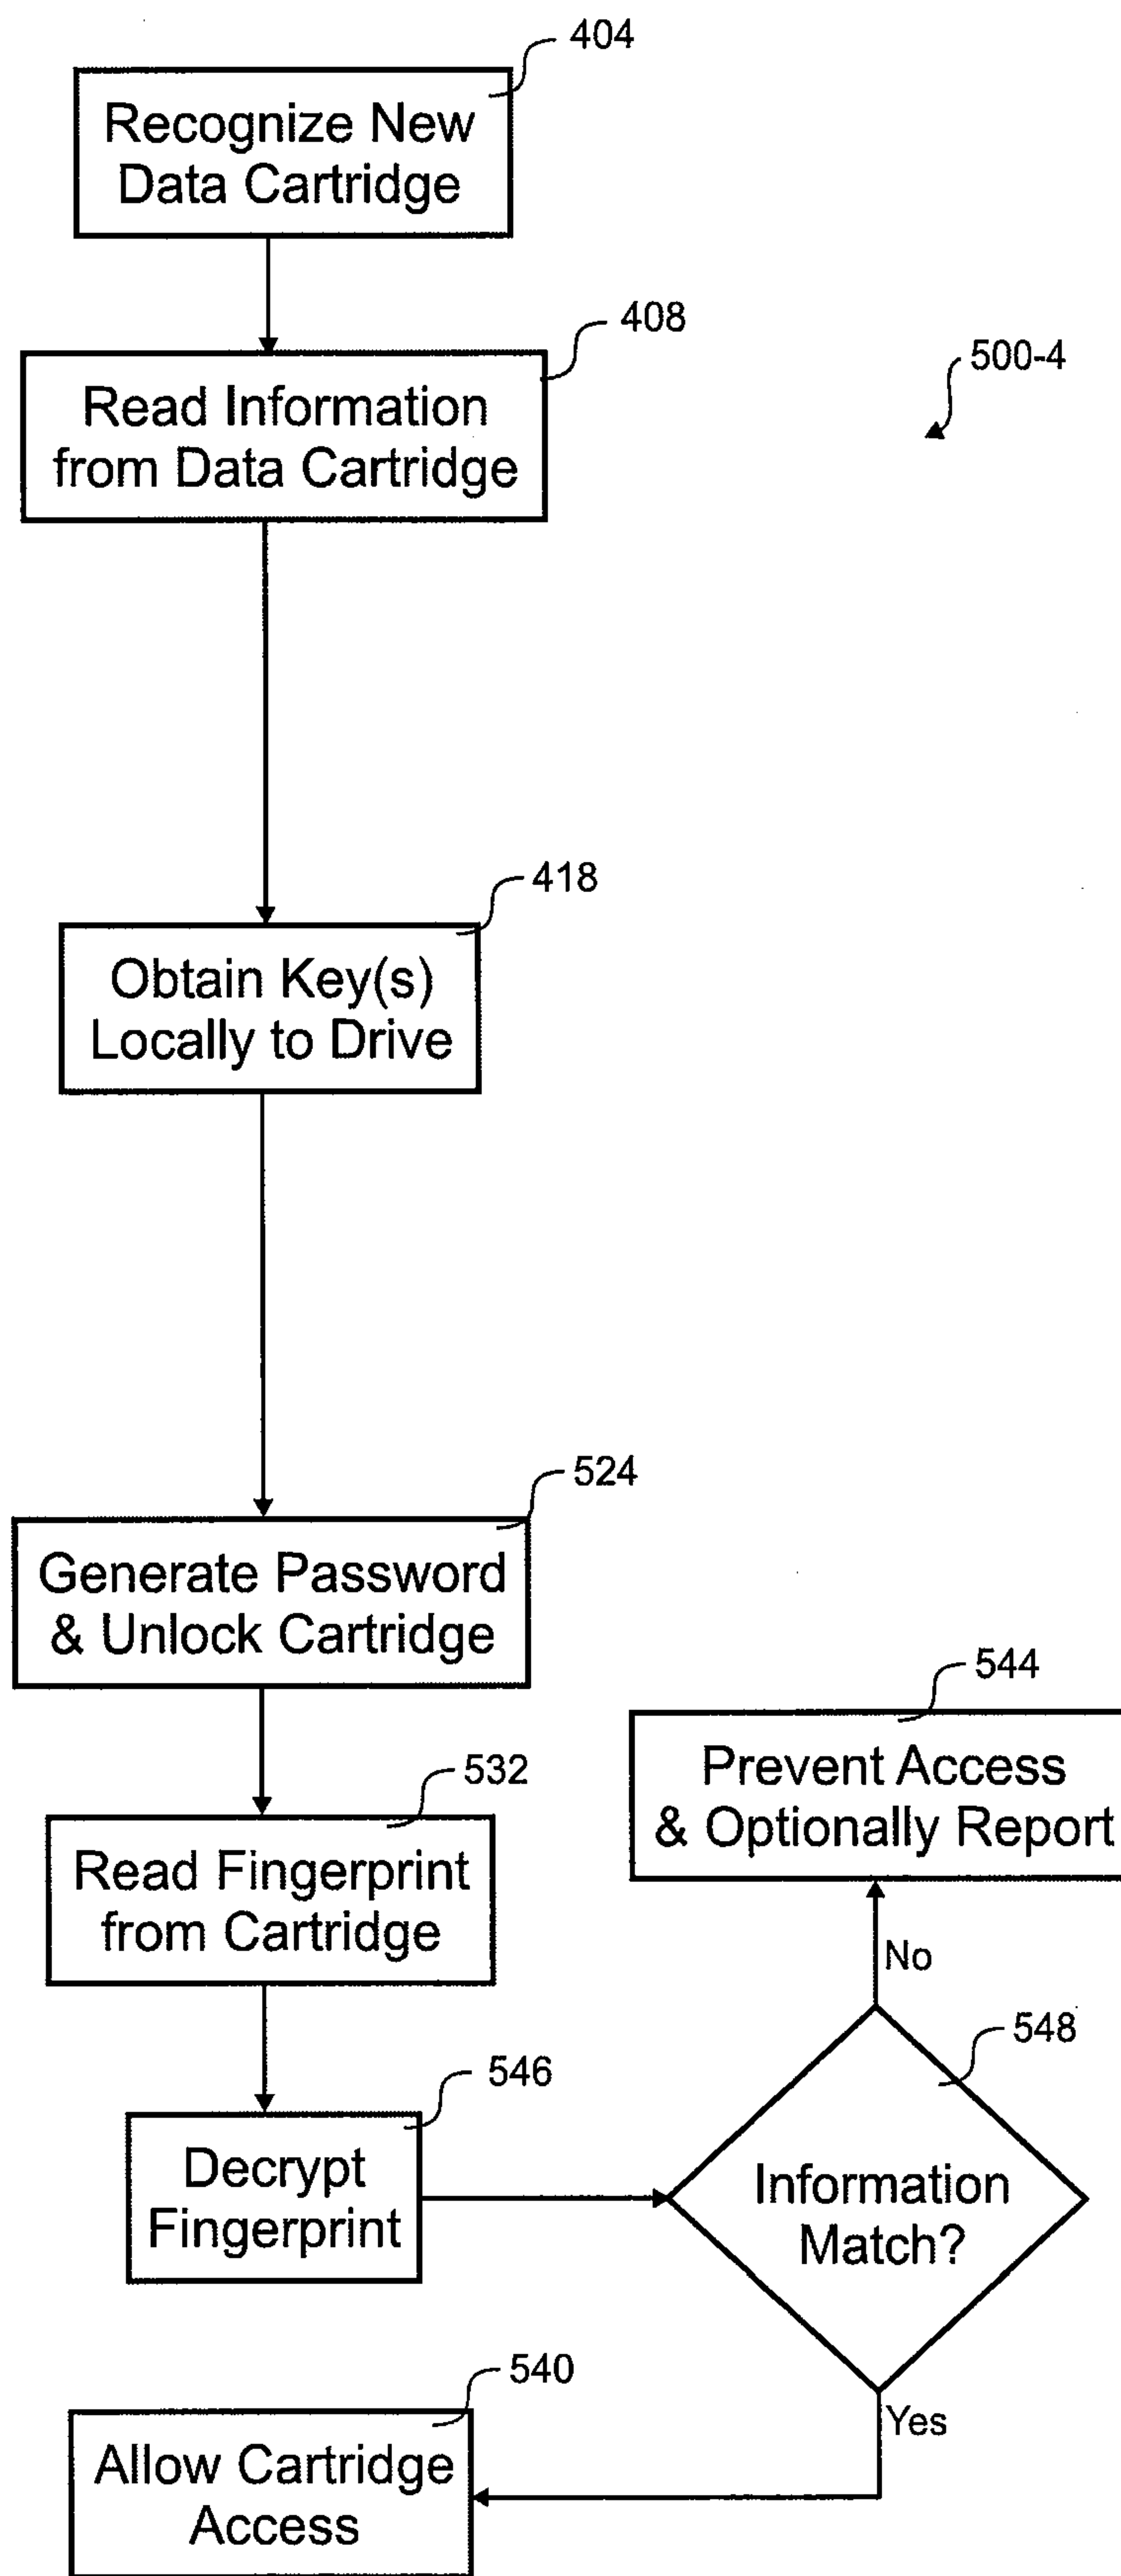 404
Recognize New
Data Cartridge
408
Read Information
from Data Cartridge
500-4
418
Obtain Key(s)
Locally to Drive
524
Generate Password
& Unlock Cartridge
544
Prevent Access
& Optionally Report
532
Read Fingerprint
from Cartridge
No
548
546
Decrypt
Fingerprint
Information
Match?
540
Yes
Allow Cartridge
Access